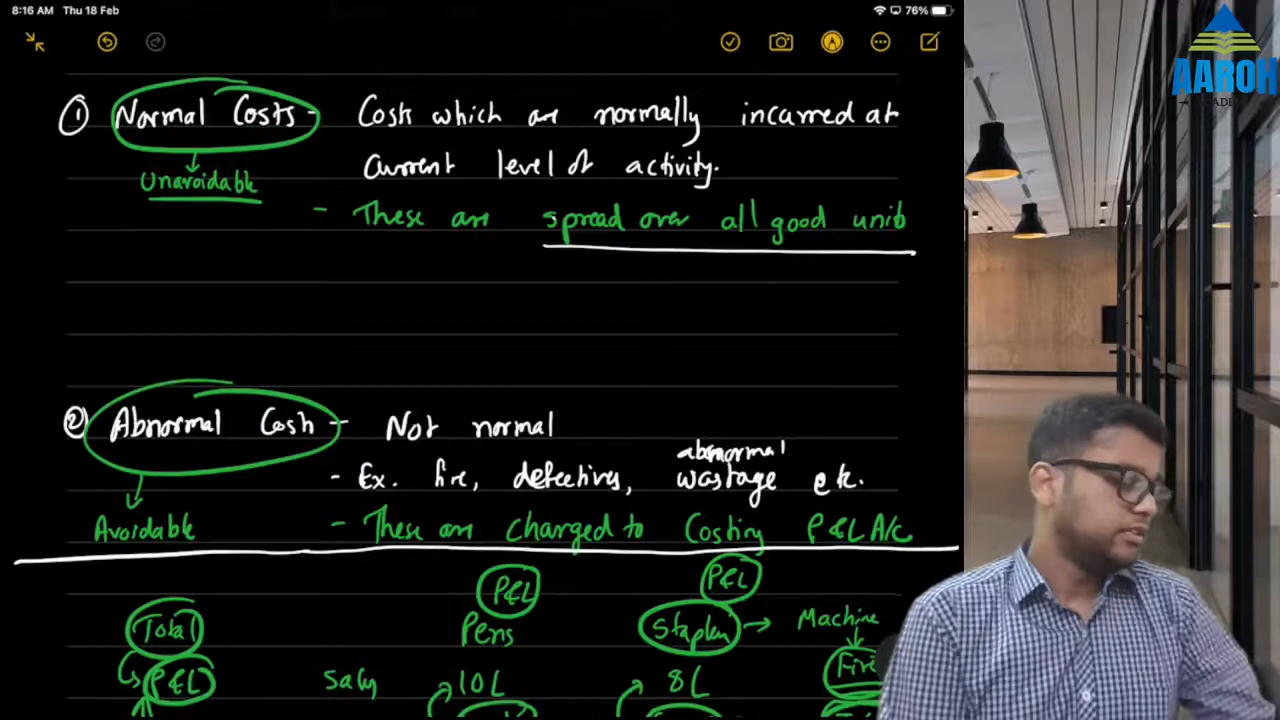 8:16 AM Thu 18 Feb
76%
AAROH
① Normal Costs - Costs which are normally incurred at
current level of activity.
Unavoidable
- These are spread over all good units
② Abnormal Costs - Not normal
abnormal
- Ex. fire, defectives, wastage etc.
Avoidable
- These are charged to Costing P&L A/c
P&L
P&L
Total
Pens
Stapler → Machine
P&L
Sales
10L
8L
Fire